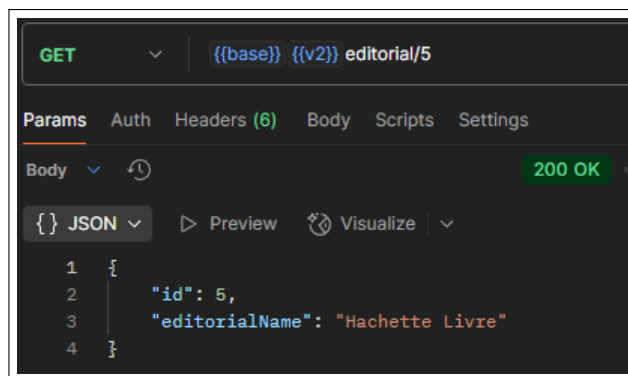 GET {{base}} {{v2}} editorial/5
Params Auth Headers (6) Body Scripts Settings
Body 200 OK
{} JSON Preview Visualize
1 {
2 "id": 5,
3 "editorialName": "Hachette Livre"
4 }